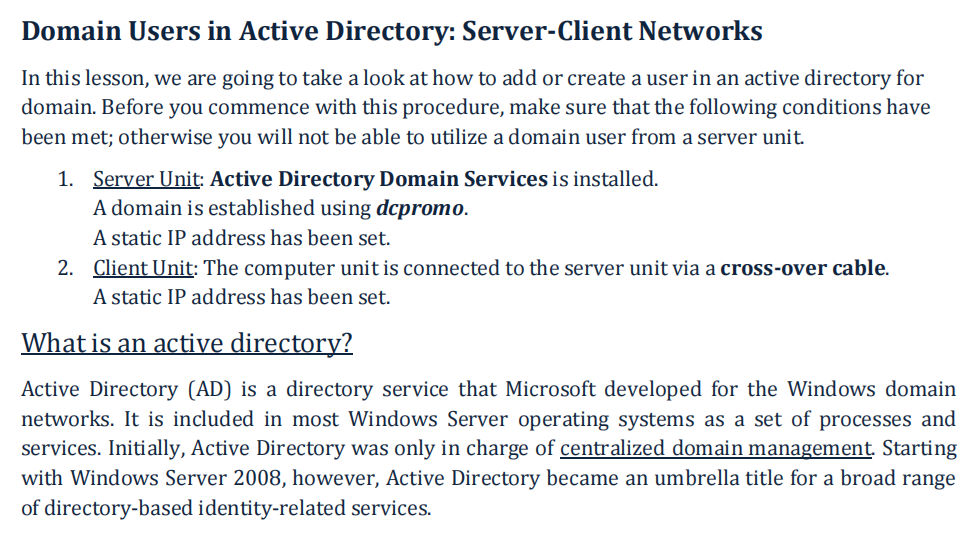 Domain Users in Active Directory: Server-Client Networks
In this lesson, we are going to take a look at how to add or create a user in an active directory for
domain. Before you commence with this procedure, make sure that the following conditions have
been met; otherwise you will not be able to utilize a domain user from a server unit.
1. Server Unit: Active Directory Domain Services is installed.
A domain is established using dcpromo.
A static IP address has been set.
2. Client Unit: The computer unit is connected to the server unit via a cross-over cable.
A static IP address has been set.
What is an active directory?
Active Directory (AD) is a directory service that Microsoft developed for the Windows domain
networks. It is included in most Windows Server operating systems as a set of processes and
services. Initially, Active Directory was only in charge of centralized domain management. Starting
with Windows Server 2008, however, Active Directory became an umbrella title for a broad range
of directory-based identity-related services.